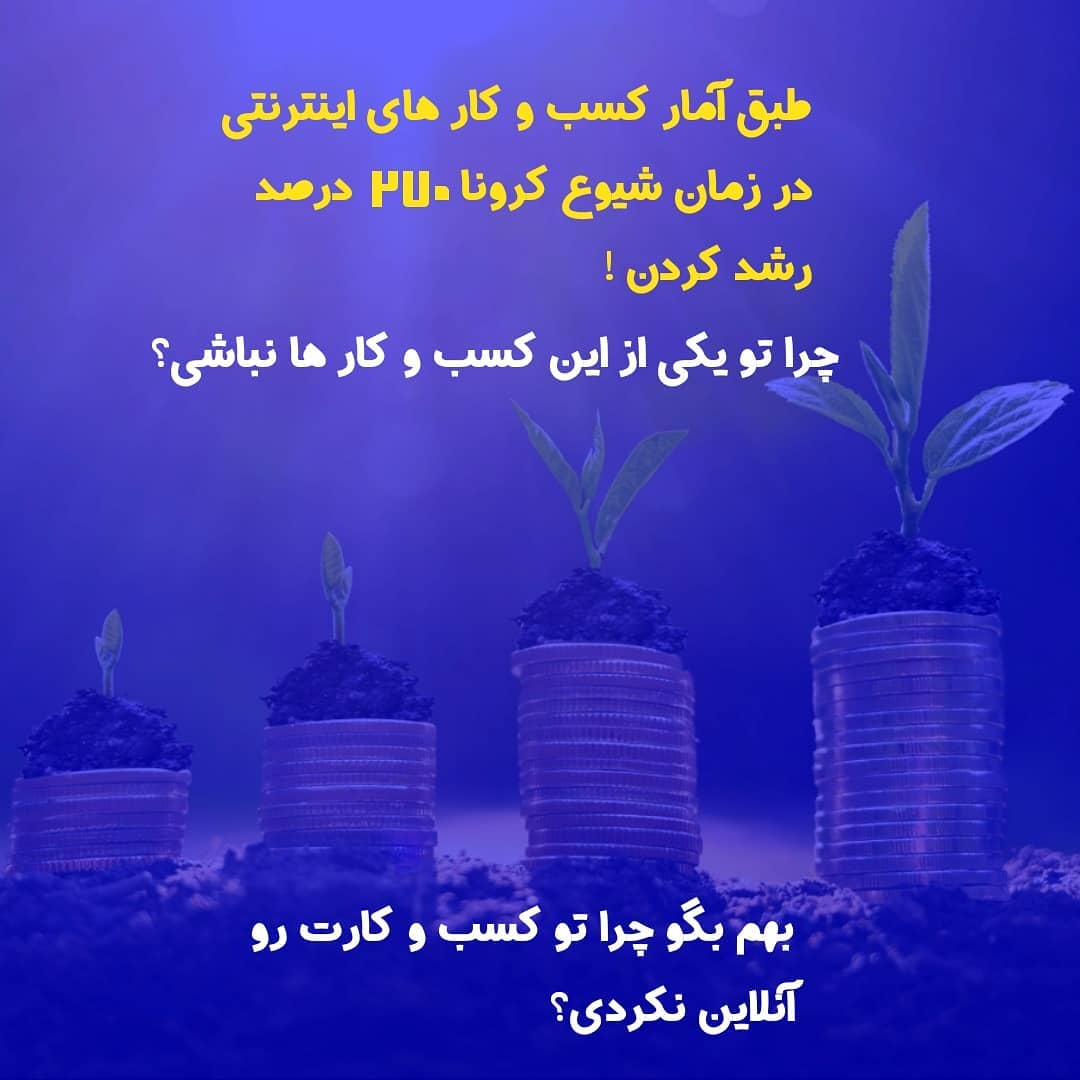 طبق آمار کسب و کار های اینترنتی
در زمان شیوع کرونا ۲۷۰ درصد
رشد کردن !
چرا تو یکی از این کسب و کار ها نباشی؟
بهم بگو چرا تو کسب و کارت رو
آنلاین نکردی؟